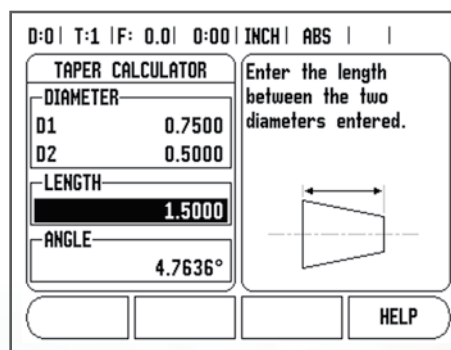 D:0| T:1 |F: 0.0| 0:00|INCH| ABS | |
TAPER CALCULATOR
DIAMETER
D1 0.7500
D2 0.5000
LENGTH
1.5000
ANGLE
4.7636°
Enter the length
between the two
diameters entered.
HELP